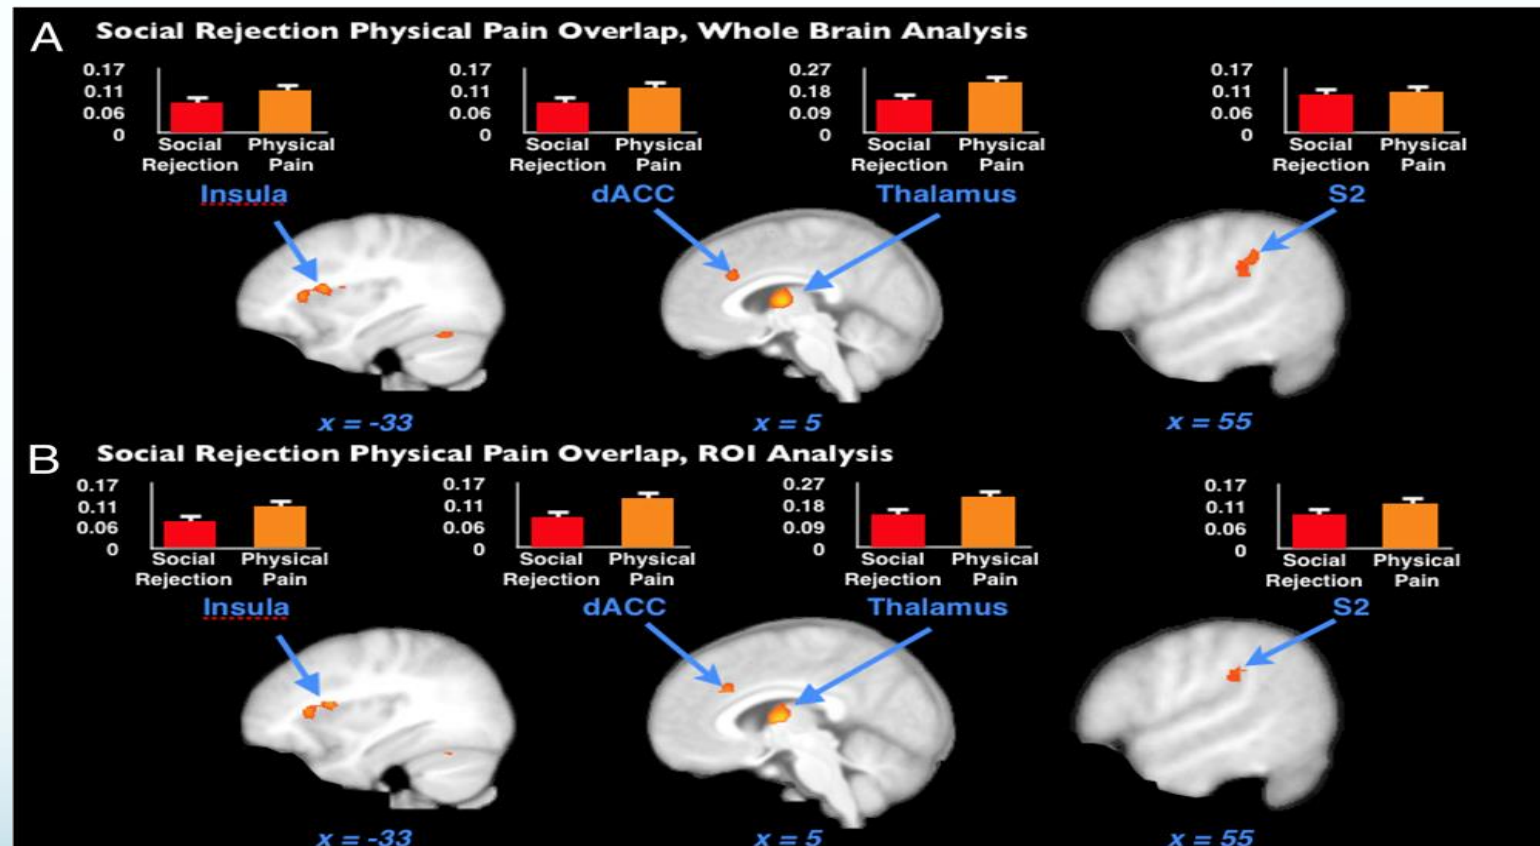 A
Social Rejection Physical Pain Overlap, Whole Brain Analysis
0.17
0.11
0.06
0
Social Rejection
Physical Pain
Insula
0.17
0.11
0.06
0
Social Rejection
Physical Pain
dACC
0.27
0.18
0.09
0
Social Rejection
Physical Pain
Thalamus
0.17
0.11
0.06
0
Social Rejection
Physical Pain
S2
x = -33
x = 5
x = 55
B
Social Rejection Physical Pain Overlap, ROI Analysis
0.17
0.11
0.06
0
Social Rejection
Physical Pain
Insula
0.17
0.11
0.06
0
Social Rejection
Physical Pain
dACC
0.27
0.18
0.09
0
Social Rejection
Physical Pain
Thalamus
0.17
0.11
0.06
0
Social Rejection
Physical Pain
S2
x = -33
x = 5
x = 55